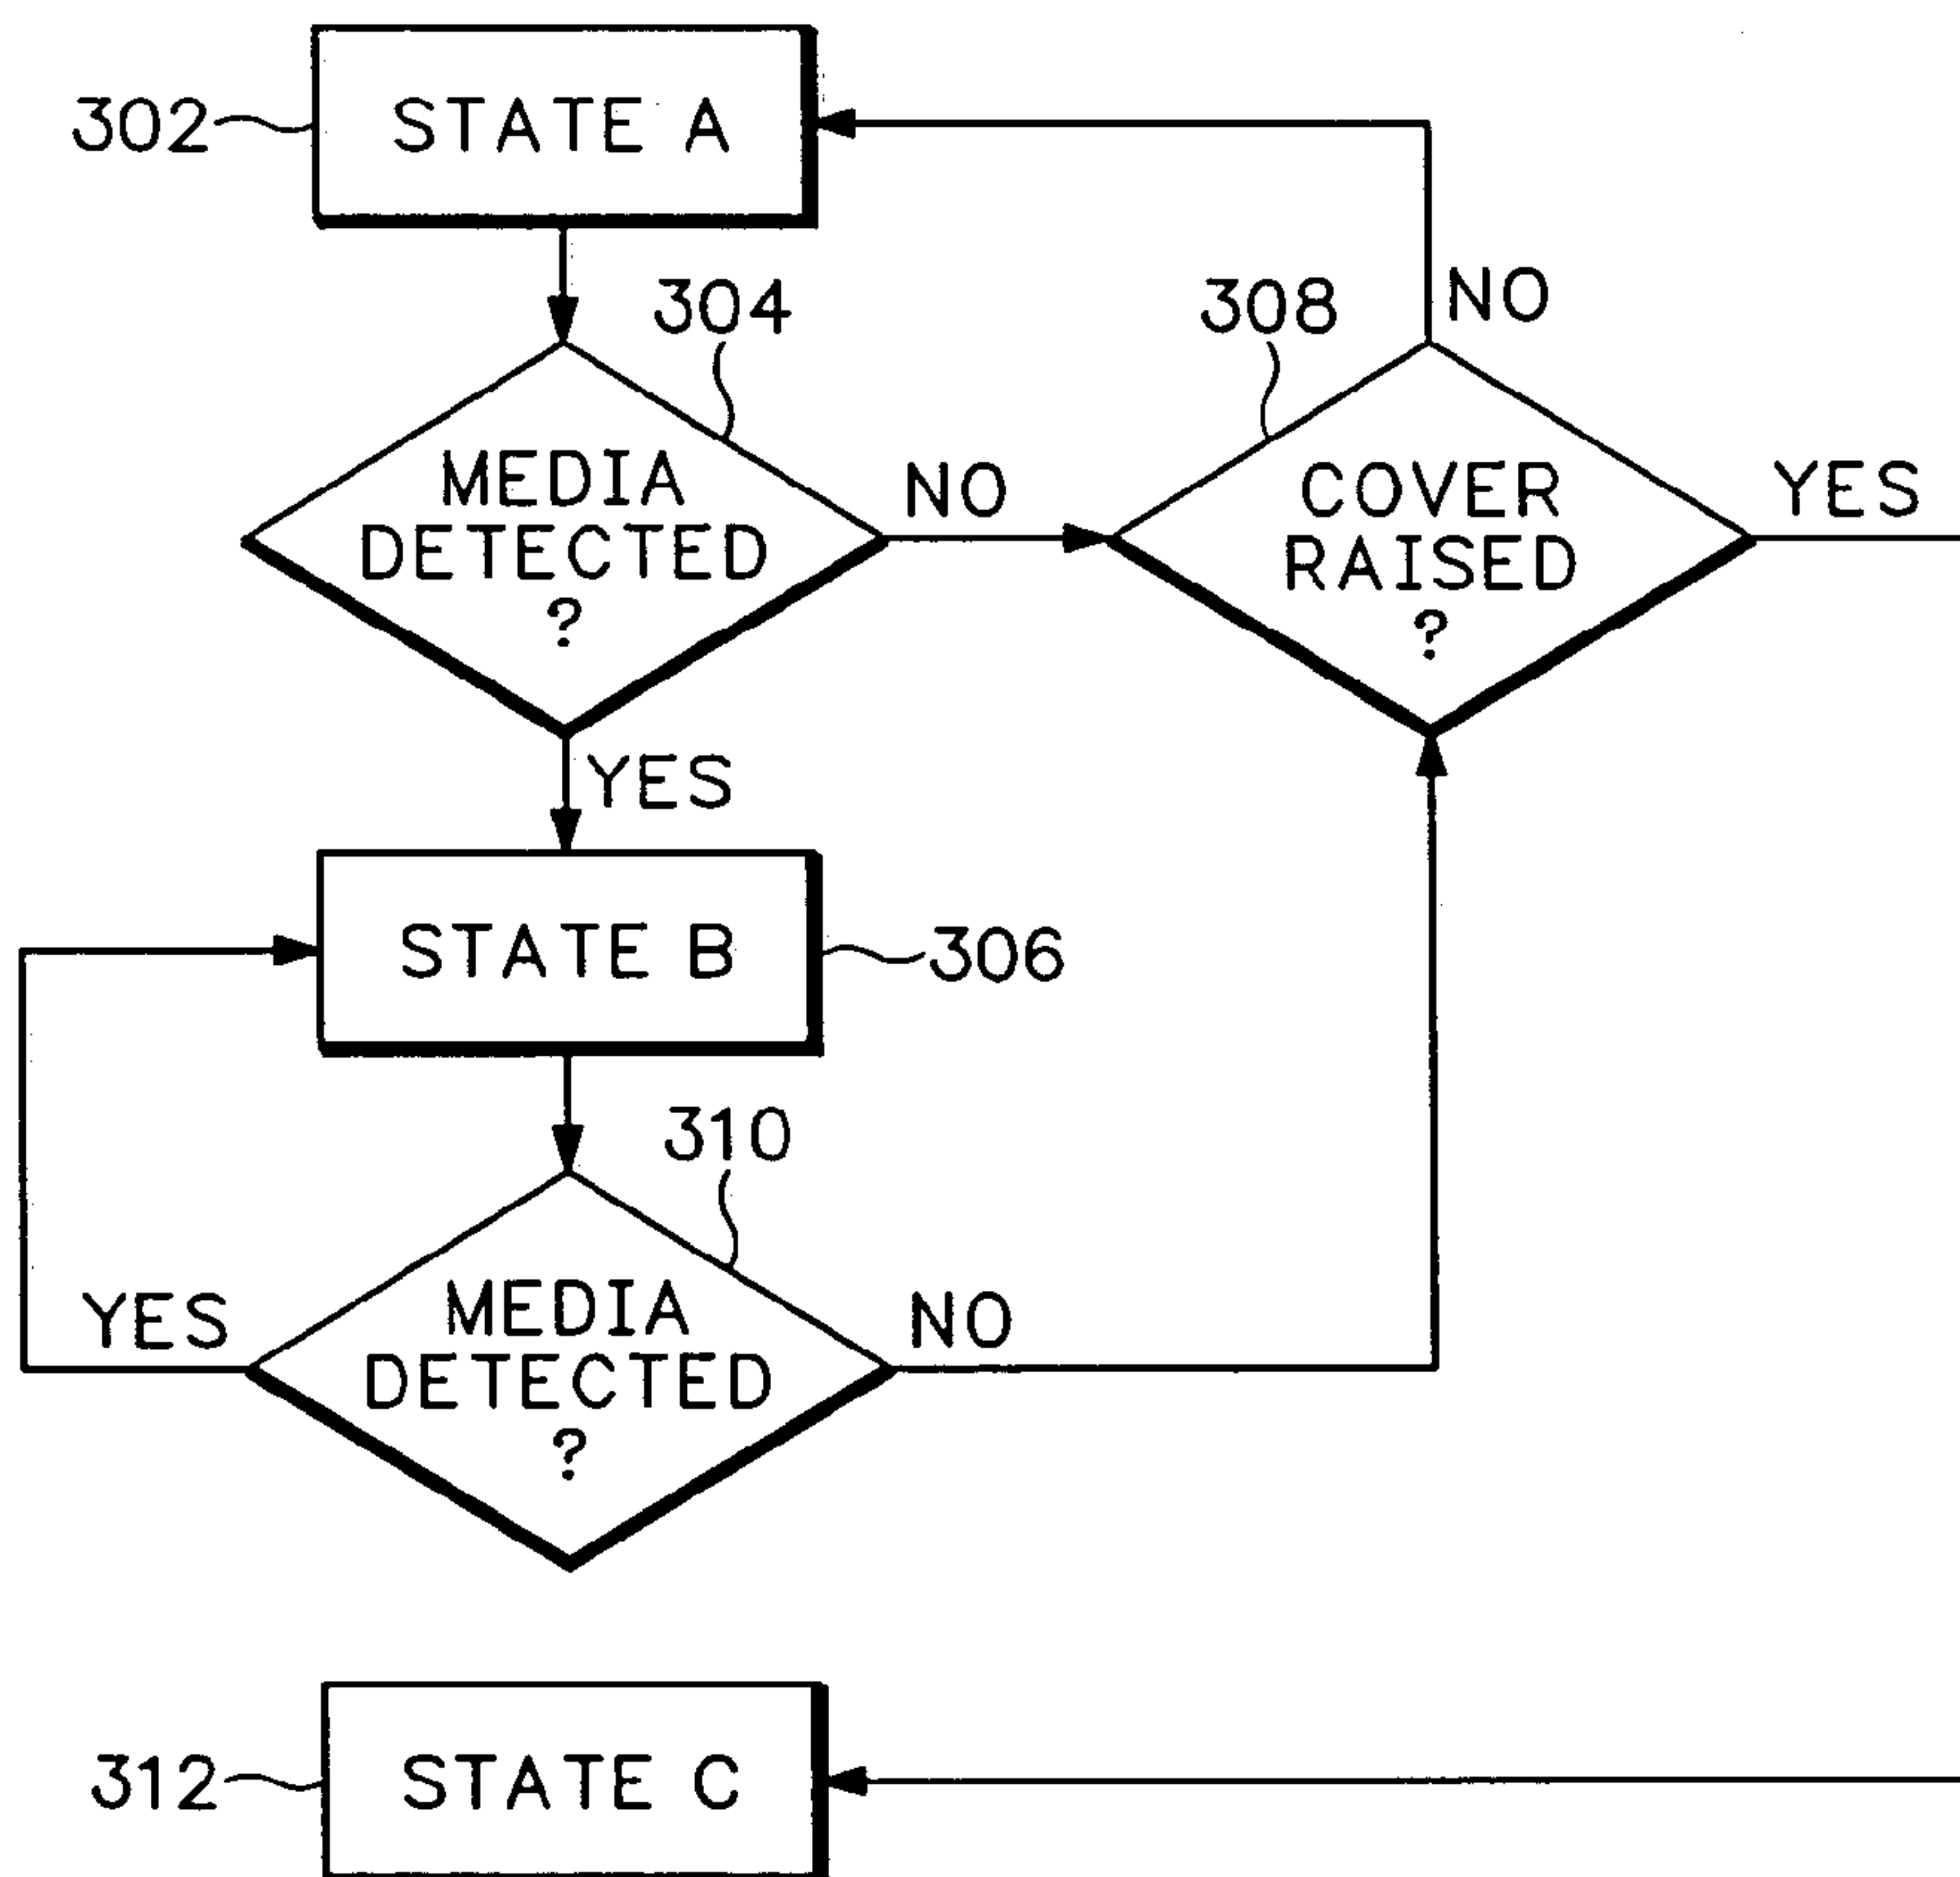 302
STATE A
304
308
NO
MEDIA
DETECTED
?
NO
COVER
RAISED
?
YES
YES
STATE B
306
310
YES
MEDIA
DETECTED
?
NO
312
STATE C